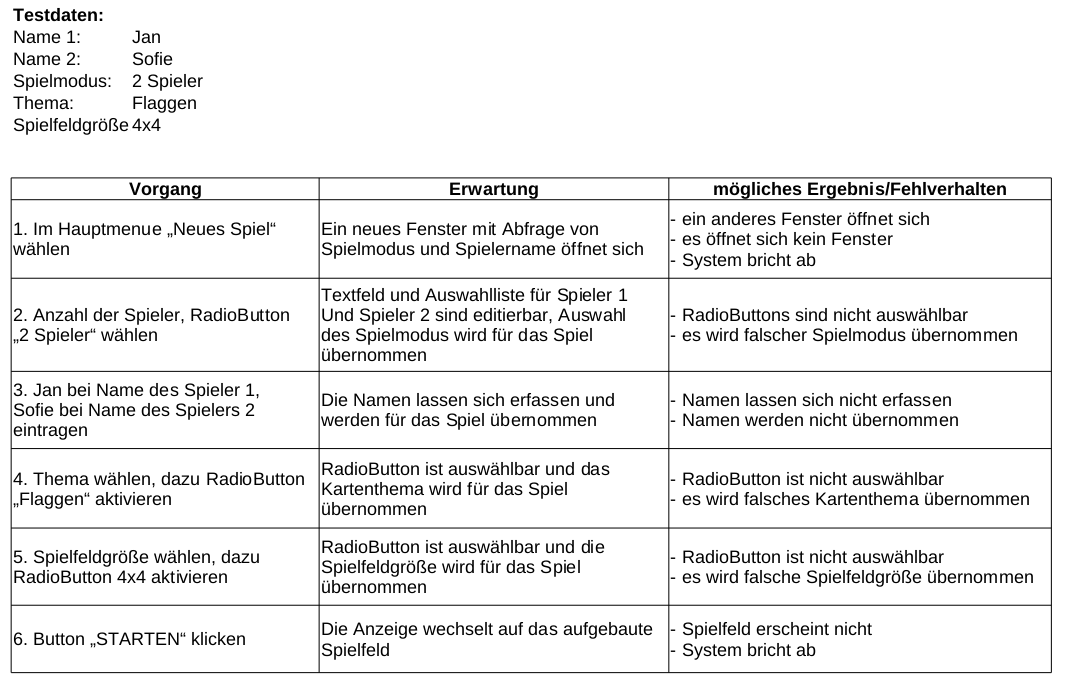 Testdaten:
Name 1: Jan
Name 2: Sofie
Spielmodus: 2 Spieler
Thema: Flaggen
Spielfeldgröße 4x4
Vorgang
Erwartung
mögliches Ergebnis/Fehlverhalten
1. Im Hauptmenue „Neues Spiel“
wählen
Ein neues Fenster mit Abfrage von
Spielmodus und Spielername öffnet sich
- ein anderes Fenster öffnet sich
- es öffnet sich kein Fenster
- System bricht ab
2. Anzahl der Spieler, RadioButton
„2 Spieler“ wählen
Textfeld und Auswahlliste für Spieler 1
Und Spieler 2 sind editierbar, Auswahl
des Spielmodus wird für das Spiel
übernommen
- RadioButtons sind nicht auswählbar
- es wird falscher Spielmodus übernommen
3. Jan bei Name des Spieler 1,
Sofie bei Name des Spielers 2
eintragen
Die Namen lassen sich erfassen und
werden für das Spiel übernommen
- Namen lassen sich nicht erfassen
- Namen werden nicht übernommen
4. Thema wählen, dazu RadioButton
„Flaggen“ aktivieren
RadioButton ist auswählbar und das
Kartenthema wird für das Spiel
übernommen
- RadioButton ist nicht auswählbar
- es wird falsches Kartenthema übernommen
5. Spielfeldgröße wählen, dazu
RadioButton 4x4 aktivieren
RadioButton ist auswählbar und die
Spielfeldgröße wird für das Spiel
übernommen
- RadioButton ist nicht auswählbar
- es wird falsche Spielfeldgröße übernommen
6. Button „STARTEN“ klicken
Die Anzeige wechselt auf das aufgebaute
Spielfeld
- Spielfeld erscheint nicht
- System bricht ab